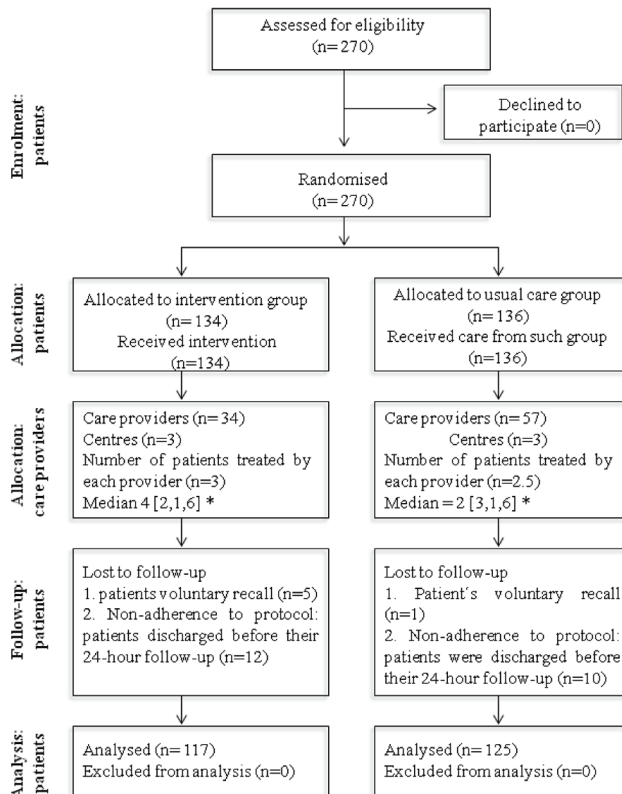 Assessed for eligibility
(n=270)
Enrolment:
patients
Declined to
participate (n=0)
Randomised
(n=270)
Allocation:
patients
Allocated to intervention group
(n=134)
Received intervention
(n=134)
Allocated to usual care group
(n=136)
Received care from such group
(n=136)
Allocation:
care providers
Care providers (n=34)
Centres (n=3)
Number of patients treated by
each provider (n=3)
Median 4 [2,1,6] *
Care providers (n=57)
Centres (n=3)
Number of patients treated by
each provider (n=2.5)
Median = 2 [3,1,6] *
Follow-up:
patients
Lost to follow-up
1. patients voluntary recall (n=5)
2. Non-adherence to protocol:
patients discharged before their
24-hour follow-up (n=12)
Lost to follow-up
1. Patient´s voluntary recall
(n=1)
2. Non-adherence to protocol:
patients were discharged before
their 24-hour follow-up (n=10)
Analysis:
patients
Analysed (n=117)
Excluded from analysis (n=0)
Analysed (n=125)
Excluded from analysis (n=0)